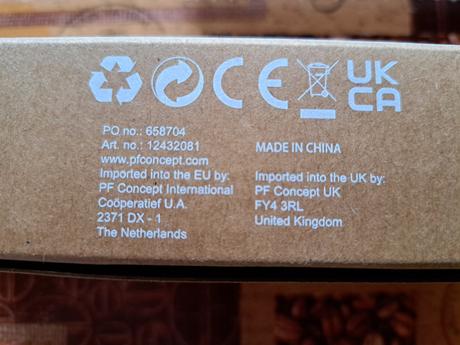 CE
UK
CA
PO no.: 658704
Art. no.: 12432081
www.pfconcept.com
Imported into the EU by:
PF Concept International
Coöperatief U.A.
2371 DX - 1
The Netherlands
MADE IN CHINA
Imported into the UK by:
PF Concept UK
FY4 3RL
United Kingdom